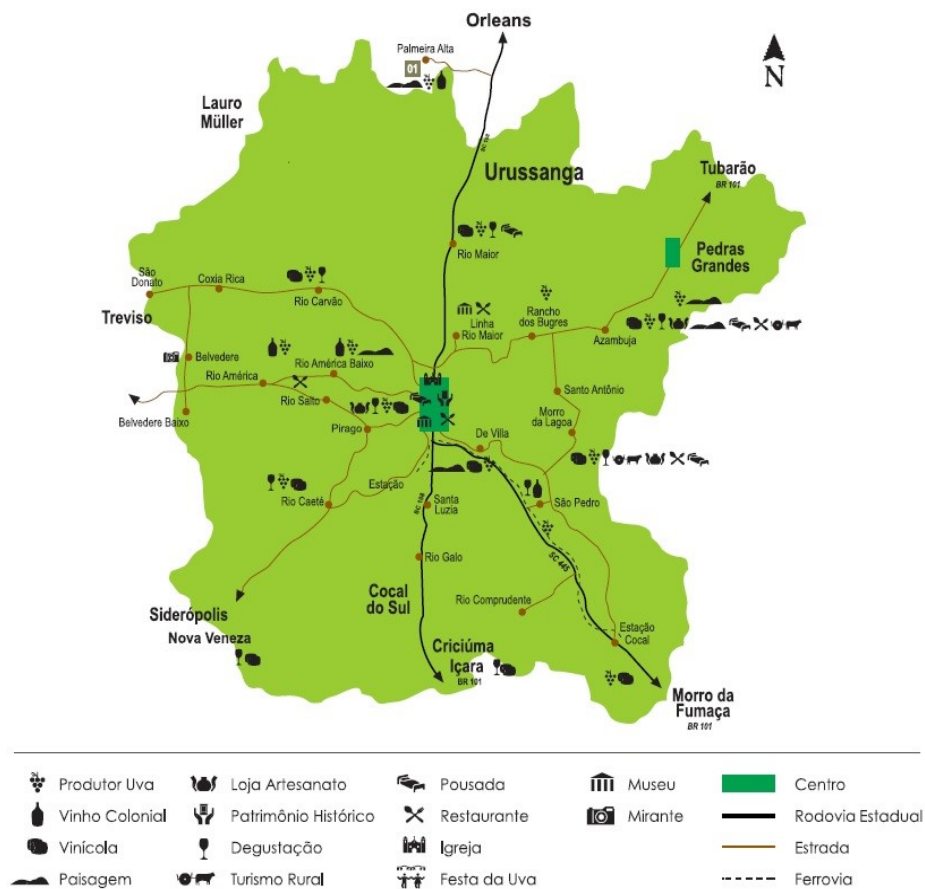 Orleans
Palmeira Alta
01
N
Lauro
Müller
SC 108
Urussanga
Tubarão
BR 101
Rio Maior
Pedras
Grandes
São
Donato
Coxia Rica
Rio Carvão
Treviso
Linha
Rio Maior
Rancho
dos Bugres
Azambuja
Belvedere
Rio América
Rio América Baixo
Santo Antônio
Rio Salto
Belvedere Baixo
Pirago
Morro
da Lagoa
De Villa
Estação
Rio Caeté
SC 108
Santa
Luzia
São Pedro
Rio Galo
SC 445
Rio Comprudente
Cocal
do Sul
Siderópolis
Nova Veneza
Estação
Cocal
Criciúma
Içara
BR 101
Morro da
Fumaça
BR 101
Produtor Uva
Loja Artesanato
Pousada
Museu
Centro
Vinho Colonial
Patrimônio Histórico
Restaurante
Mirante
Rodovia Estadual
Vinícola
Degustação
Igreja
Estrada
Paisagem
Turismo Rural
Festa da Uva
Ferrovia